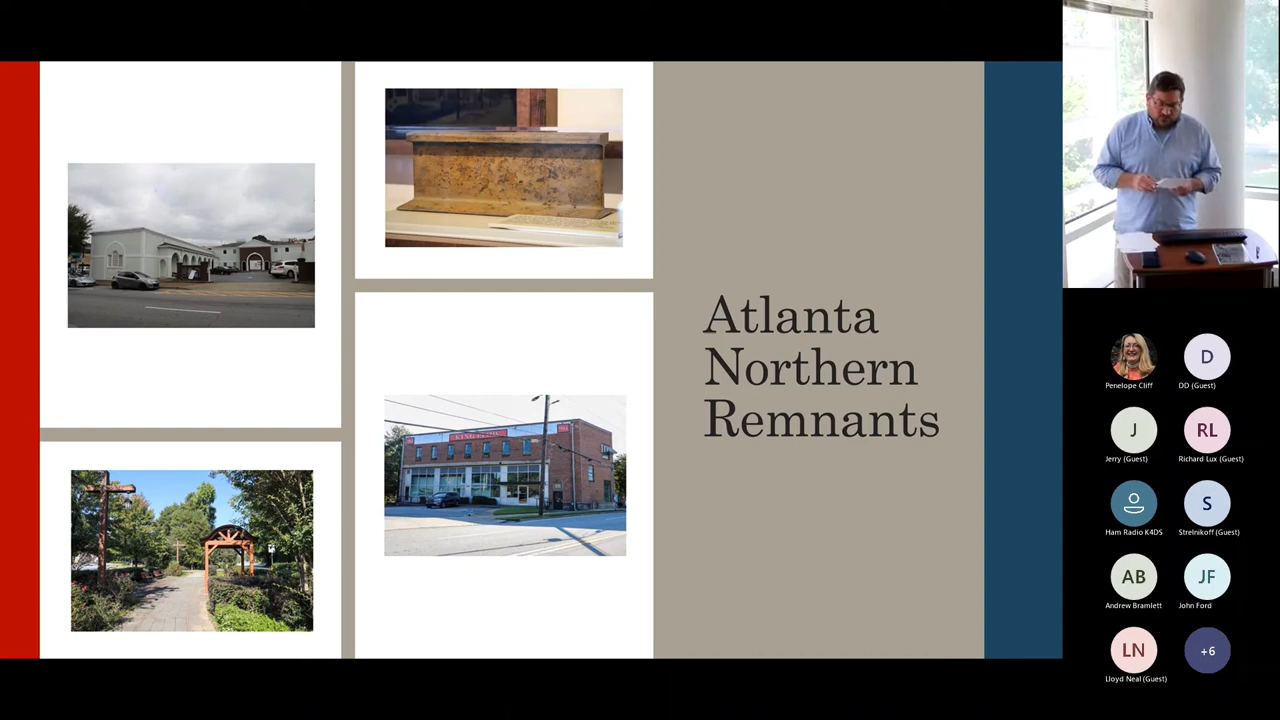 Atlanta
Northern
Remnants
Penelope Cliff
D
DD (Guest)
J
Jerry (Guest)
RL
Richard Lux (Guest)
Ham Radio K4DS
S
Strelnikoff (Guest)
AB
Andrew Bramlett
JF
John Ford
LN
Lloyd Neal (Guest)
+6